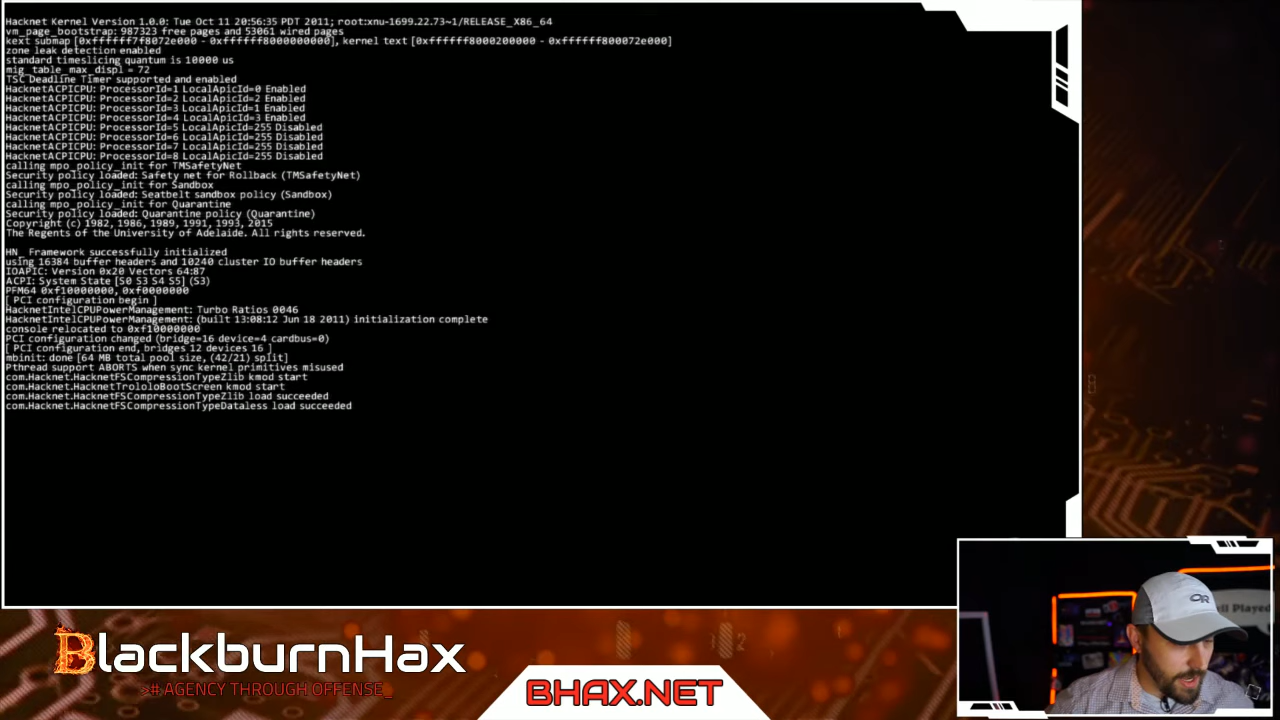 Hacknet Kernel Version 1.0.0: Tue Oct 11 20:56:35 PDT 2011; root:xnu-1699.22.73~1/RELEASE_X86_64
vm_page_bootstrap: 987323 free pages and 53061 wired pages
kext submap [0xffffff7f8072e000 - 0xffffff8000000000], kernel text [0xffffff8000200000 - 0xffffff800072e000]
zone leak detection enabled
standard timeslicing quantum is 10000 us
mig_table_max_displ = 72
TSC Deadline Timer supported and enabled
HacknetACPICPU: ProcessorId=1 LocalApicId=0 Enabled
HacknetACPICPU: ProcessorId=2 LocalApicId=2 Enabled
HacknetACPICPU: ProcessorId=3 LocalApicId=1 Enabled
HacknetACPICPU: ProcessorId=4 LocalApicId=3 Enabled
HacknetACPICPU: ProcessorId=5 LocalApicId=255 Disabled
HacknetACPICPU: ProcessorId=6 LocalApicId=255 Disabled
HacknetACPICPU: ProcessorId=7 LocalApicId=255 Disabled
HacknetACPICPU: ProcessorId=8 LocalApicId=255 Disabled
calling mpo_policy_init for TMSafetyNet
Security policy loaded: Safety net for Rollback (TMSafetyNet)
calling mpo_policy_init for Sandbox
Security policy loaded: Seatbelt sandbox policy (Sandbox)
calling mpo_policy_init for Quarantine
Security policy loaded: Quarantine policy (Quarantine)
Copyright (c) 1982, 1986, 1989, 1991, 1993, 2015
The Regents of the University of Adelaide. All rights reserved.
HN_ Framework successfully initialized
using 16384 buffer headers and 10240 cluster IO buffer headers
IOAPIC: Version 0x20 Vectors 64:87
ACPI: System State [S0 S3 S4 S5] (S3)
PFM64 0xf10000000, 0xf0000000
[ PCI configuration begin ]
HacknetIntelCPUPowerManagement: Turbo Ratios 0046
HacknetIntelCPUPowerManagement: (built 13:08:12 Jun 18 2011) initialization complete
console relocated to 0xf10000000
PCI configuration changed (bridge=16 device=4 cardbus=0)
[ PCI configuration end, bridges 12 devices 16 ]
mbinit: done [64 MB total pool size, (42/21) split]
Pthread support ABORTS when sync kernel primitives misused
com.Hacknet.HacknetFSCompressionTypeZlib kmod start
com.Hacknet.HacknetTrololoBootScreen kmod start
com.Hacknet.HacknetFSCompressionTypeZlib load succeeded
com.Hacknet.HacknetFSCompressionTypeDataless load succeeded
OR
Played
BlackburnHax
># AGENCY THROUGH OFFENSE_
BHAX.NET